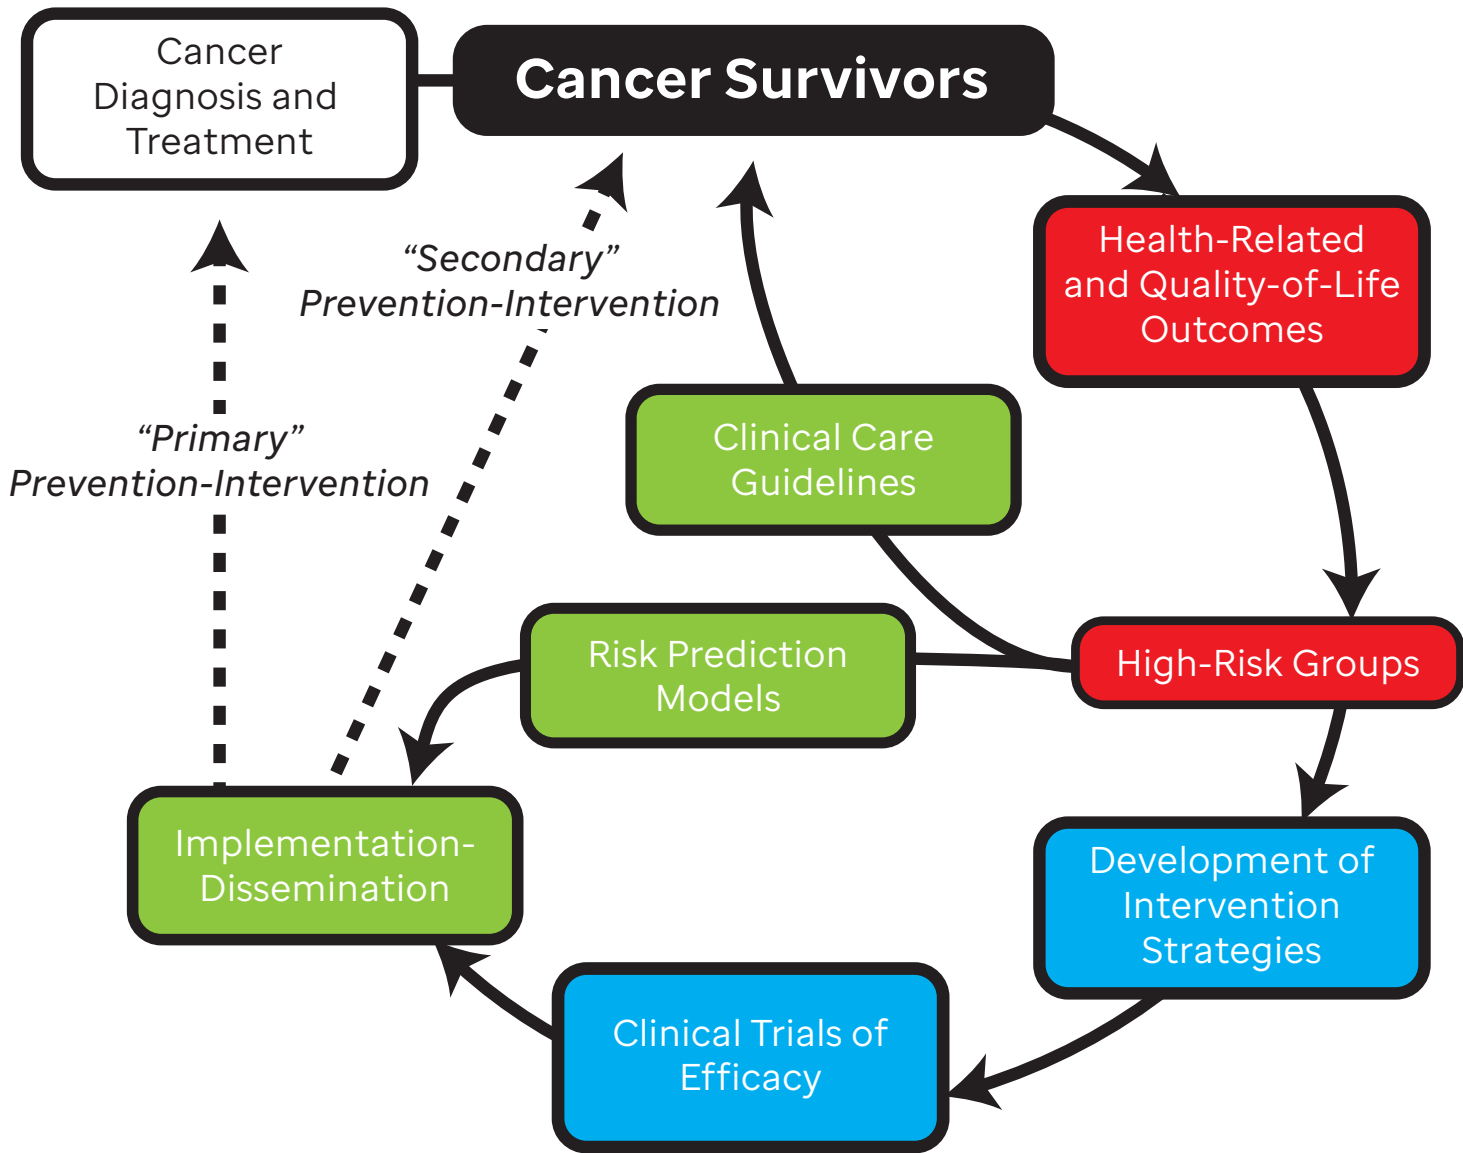 Cancer
Diagnosis and
Treatment
Cancer Survivors
Health-Related
and Quality-of-Life
Outcomes
“Secondary”
Prevention-Intervention
“Primary”
Prevention-Intervention
Clinical Care
Guidelines
Risk Prediction
Models
High-Risk Groups
Implementation-
Dissemination
Development of
Intervention
Strategies
Clinical Trials of
Efficacy